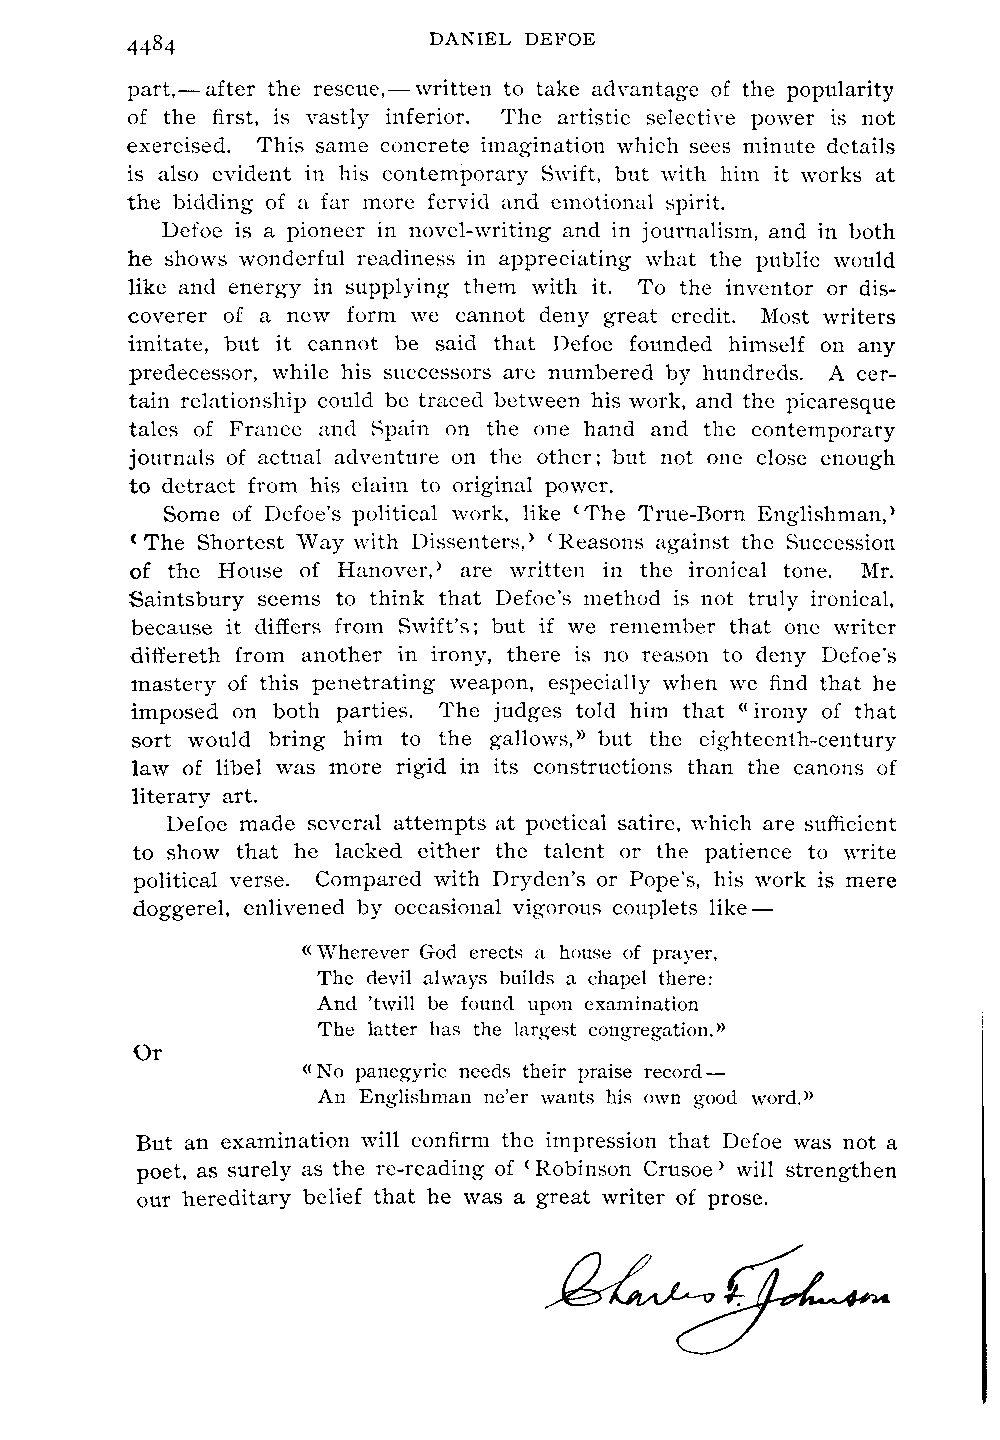 4484
DANIEL DEFOE
part,— after the rescue,— written to take advantage of the popularity
of the first, is vastly inferior. The artistic selective power is not
exercised. This same concrete imagination which sees minute details
is also evident in his contemporary Swift, but with him it works at
the bidding of a far more fervid and emotional spirit.
Defoe is a pioneer in novel-writing and in journalism, and in both
he shows wonderful readiness in appreciating what the public would
like and energy in supplying them with it. To the inventor or dis-
coverer of a new form we cannot deny great credit. Most writers
imitate, but it cannot be said that Defoe founded himself on any
predecessor, while his successors are numbered by hundreds. A cer-
tain relationship could be traced between his work, and the picaresque
tales of France and Spain on the one hand and the contemporary
journals of actual adventure on the other; but not one close enough
to detract from his claim to original power.
Some of Defoe's political work, like ‘The True-Born Englishman,’
‘The Shortest Way with Dissenters,’ ‘Reasons against the Succession
of the House of Hanover,’ are written in the ironical tone. Mr.
Saintsbury seems to think that Defoe's method is not truly ironical,
because it differs from Swift's; but if we remember that one writer
differeth from another in irony, there is no reason to deny Defoe's
mastery of this penetrating weapon, especially when we find that he
imposed on both parties. The judges told him that «irony of that
sort would bring him to the gallows,» but the eighteenth-century
law of libel was more rigid in its constructions than the canons of
literary art.
Defoe made several attempts at poetical satire, which are sufficient
to show that he lacked either the talent or the patience to write
political verse. Compared with Dryden's or Pope's, his work is mere
doggerel, enlivened by occasional vigorous couplets like —
«Wherever God erects a house of prayer,
The devil always builds a chapel there:
And 'twill be found upon examination
The latter has the largest congregation.»
Or
«No panegyric needs their praise record —
An Englishman ne'er wants his own good word.»
But an examination will confirm the impression that Defoe was not a
poet, as surely as the re-reading of ‘Robinson Crusoe’ will strengthen
our hereditary belief that he was a great writer of prose.
Charles F. Johnson